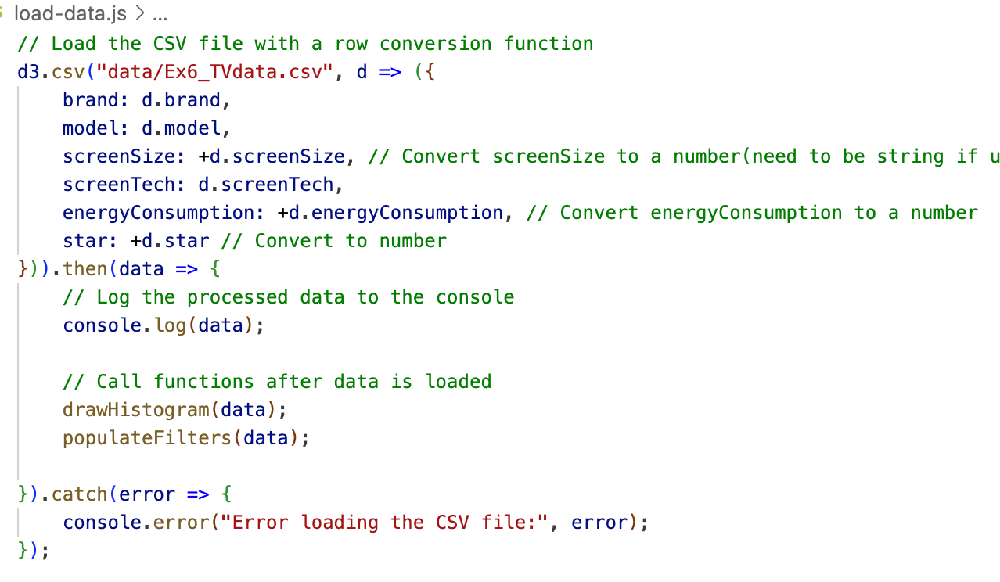 load-data.js > ...
// Load the CSV file with a row conversion function
d3.csv("data/Ex6_TVdata.csv", d => ({
    brand: d.brand,
    model: d.model,
    screenSize: +d.screenSize, // Convert screenSize to a number(need to be string if u
    screenTech: d.screenTech,
    energyConsumption: +d.energyConsumption, // Convert energyConsumption to a number
    star: +d.star // Convert to number
})).then(data => {
    // Log the processed data to the console
    console.log(data);

    // Call functions after data is loaded
    drawHistogram(data);
    populateFilters(data);

}).catch(error => {
    console.error("Error loading the CSV file:", error);
});